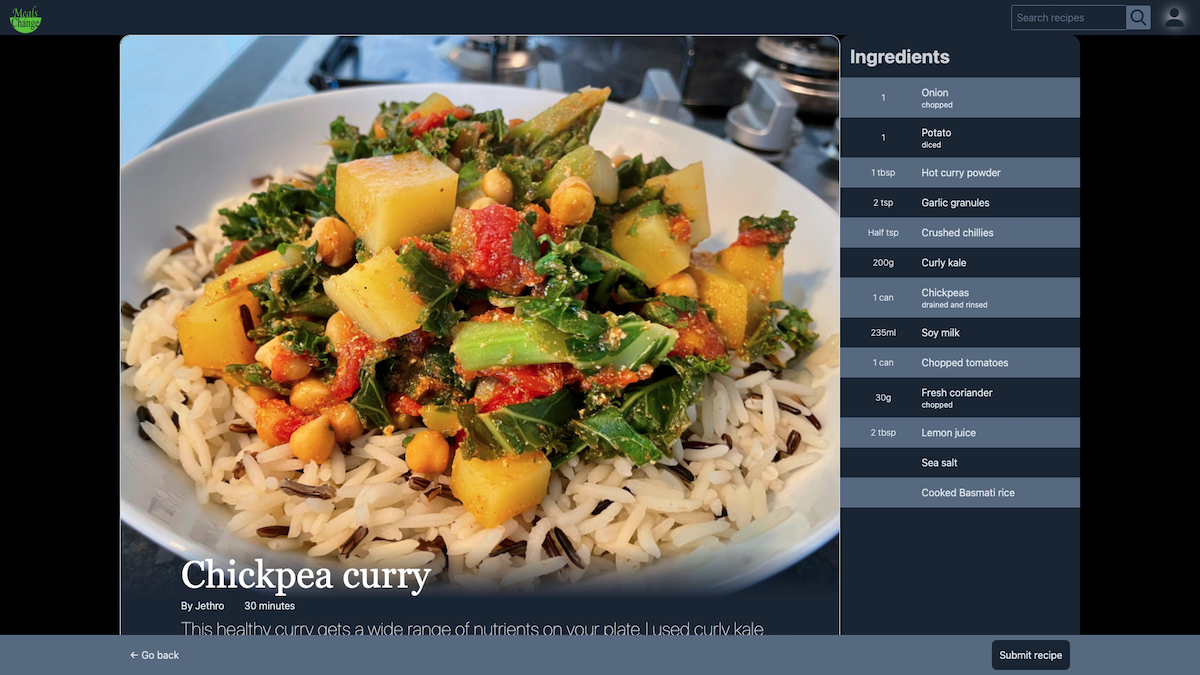 Meals
Change
Search recipes
Ingredients
1 Onion
chopped
1 Potato
diced
1 tbsp Hot curry powder
2 tsp Garlic granules
Half tsp Crushed chillies
200g Curly kale
1 can Chickpeas
drained and rinsed
235ml Soy milk
1 can Chopped tomatoes
30g Fresh coriander
chopped
2 tbsp Lemon juice
Sea salt
Cooked Basmati rice
Chickpea curry
By Jethro 30 minutes
This healthy curry gets a wide range of nutrients on your plate. I used curly kale
← Go back
Submit recipe